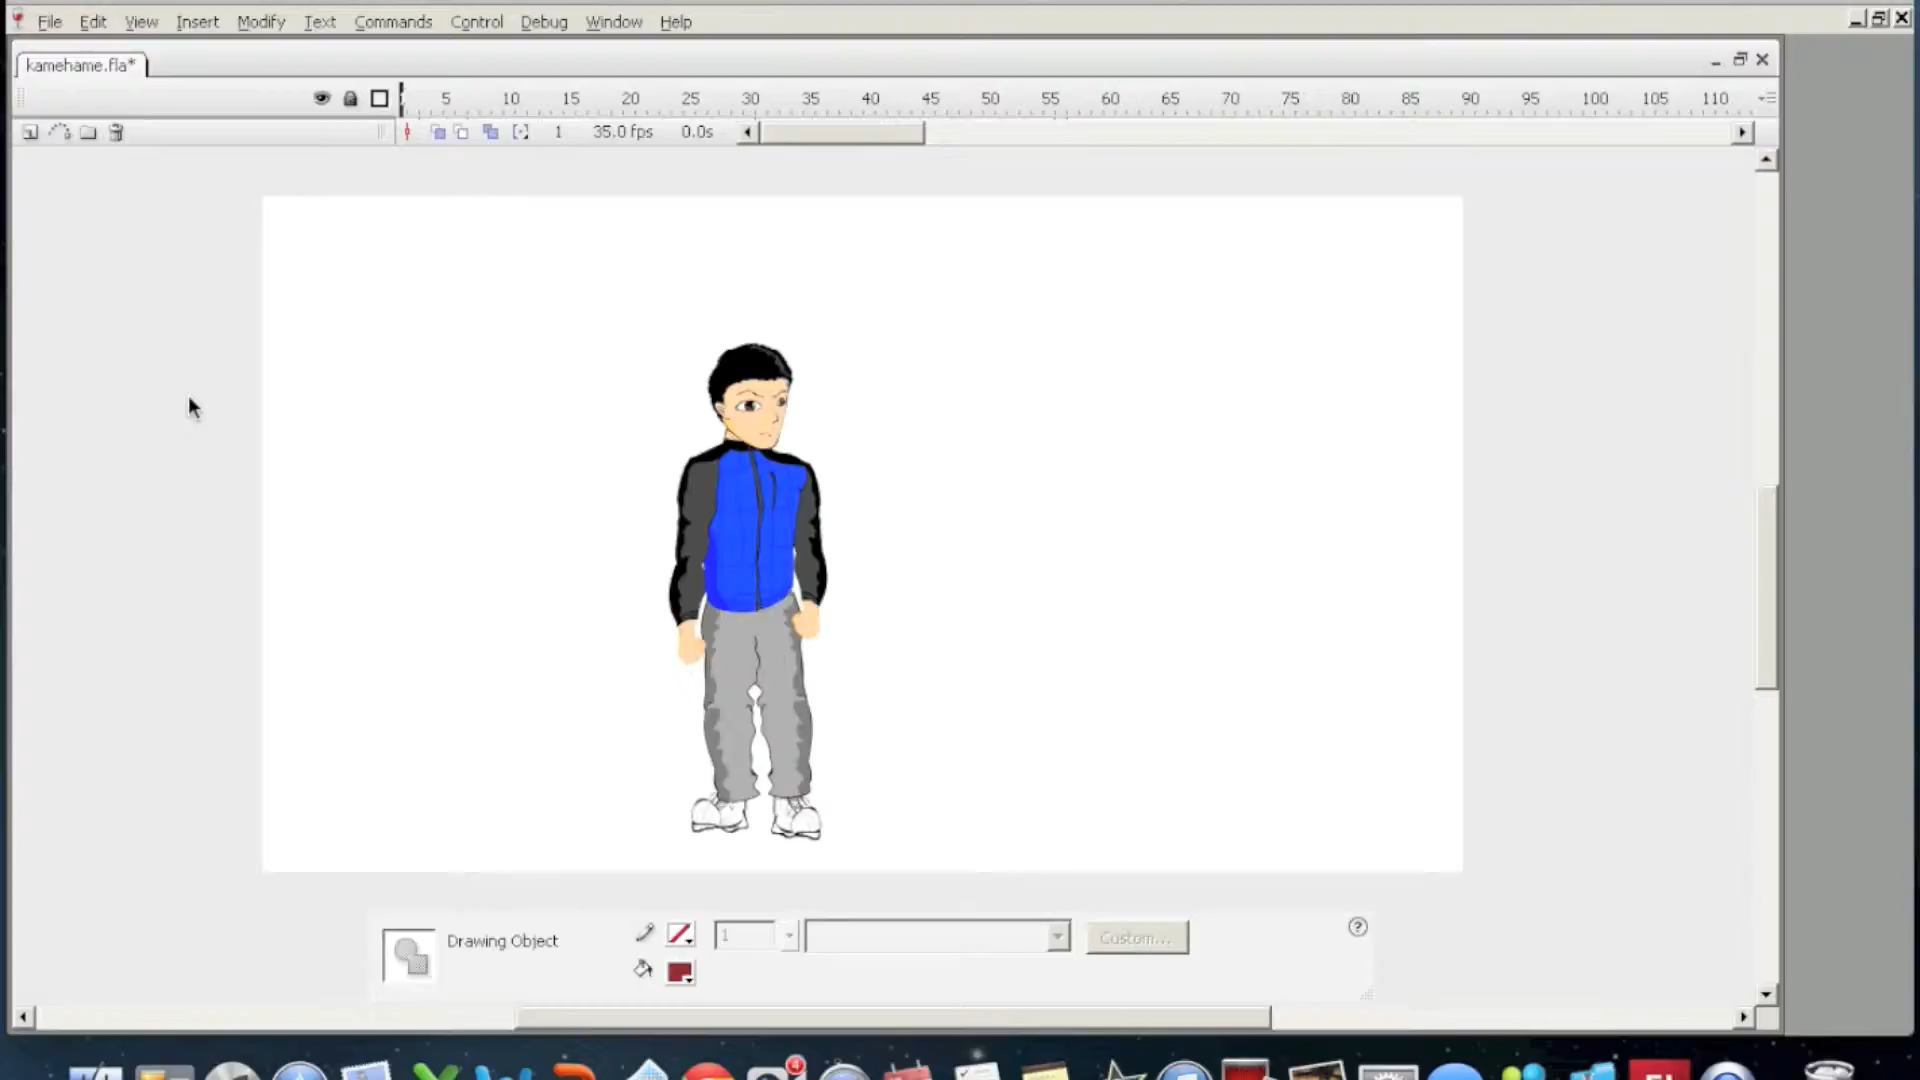 File Edit View Insert Modify Text Commands Control Debug Window Help
kamehame.fla*
5 10 15 20 25 30 35 40 45 50 55 60 65 70 75 80 85 90 95 100 105 110
1 35.0 fps 0.0s
Drawing Object
1
Custom...
?
4